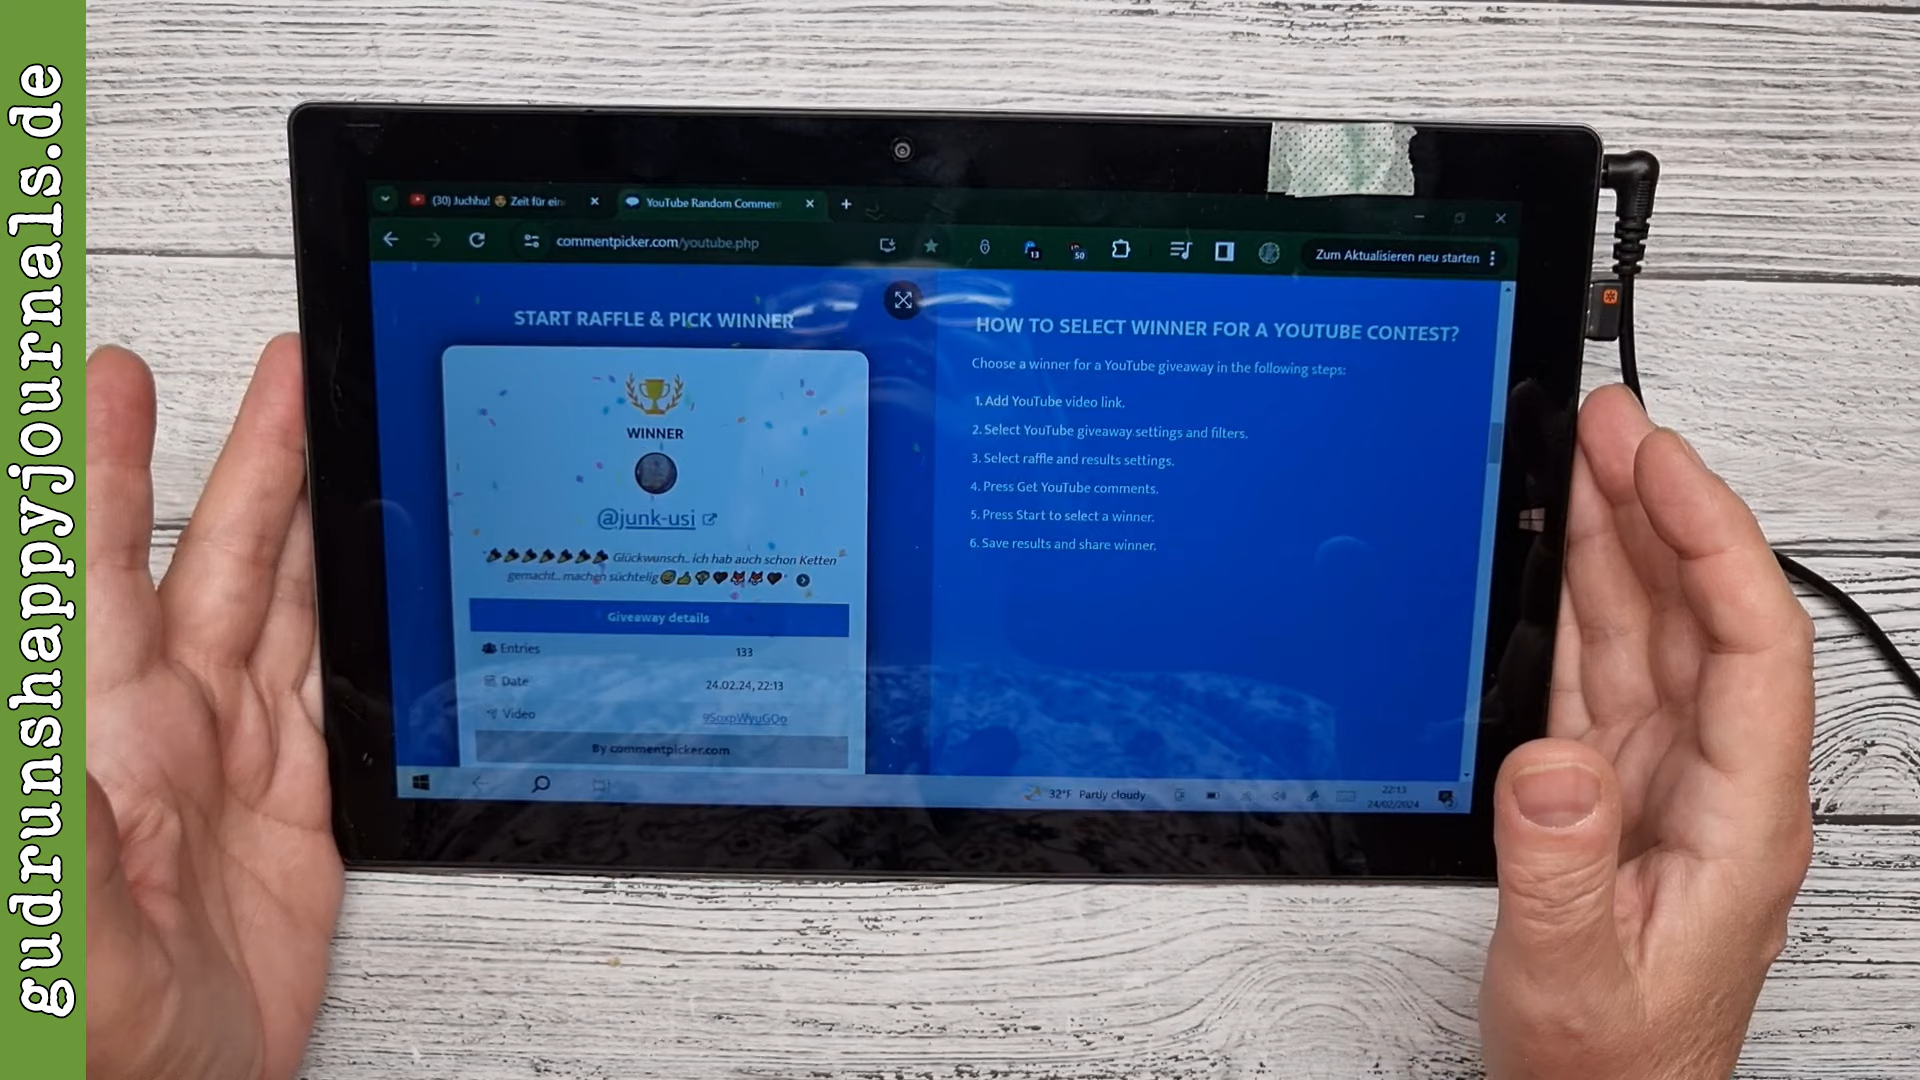 gudrunshappyjournals.de
(30) Juchhu! Zeit für ein
YouTube Random Commen
commentpicker.com/youtube.php
13
50
Zum Aktualisieren neu starten
START RAFFLE & PICK WINNER
WINNER
@junk-usi
" Glückwunsch.. ich hab auch schon Ketten
gemacht... machen süchtelig "
Giveaway details
Entries 133
Date 24.02.24, 22:13
Video
By commentpicker.com
HOW TO SELECT WINNER FOR A YOUTUBE CONTEST?
Choose a winner for a YouTube giveaway in the following steps:
1. Add YouTube video link.
2. Select YouTube giveaway settings and filters.
3. Select raffle and results settings.
4. Press Get YouTube comments.
5. Press Start to select a winner.
6. Save results and share winner.
32°F Partly cloudy
22:13
24/02/2024